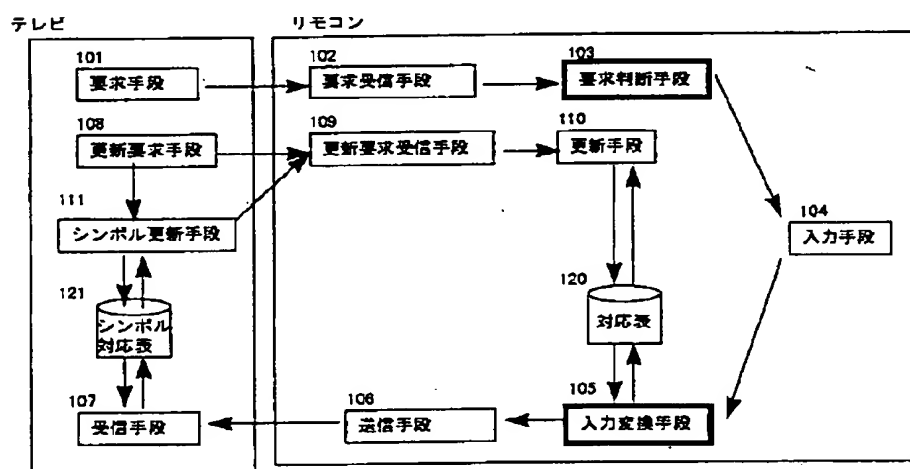 テレビ
リモコン
101
要求手段
102
要求受信手段
103
要求判断手段
108
更新要求手段
109
更新要求受信手段
110
更新手段
111
シンボル更新手段
104
入力手段
121
シンボル
対応表
120
対応表
107
受信手段
106
送信手段
105
入力変換手段